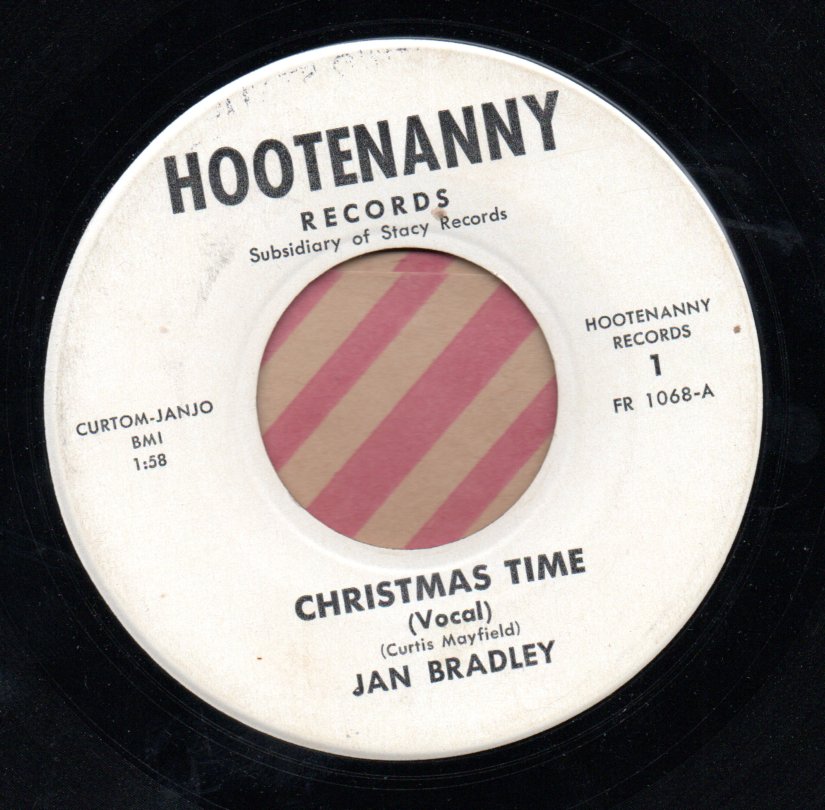 HOOTENANNY
RECORDS
Subsidiary of Stacy Records
HOOTENANNY
RECORDS
1
FR 1068-A
CURTOM-JANJO
BMI
1:58
CHRISTMAS TIME
(Vocal)
(Curtis Mayfield)
JAN BRADLEY